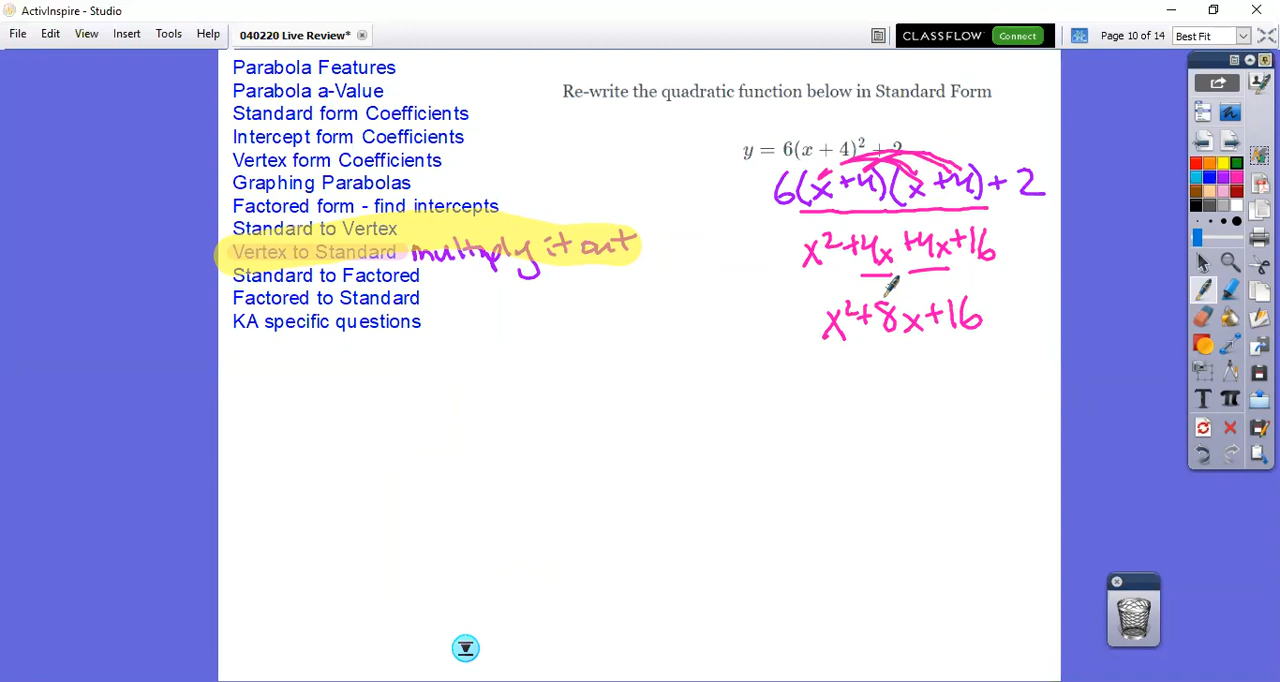 ActivInspire - Studio
File Edit View Insert Tools Help
040220 Live Review*
CLASSFLOW Connect
Page 10 of 14
Best Fit
Parabola Features
Parabola a-Value
Standard form Coefficients
Intercept form Coefficients
Vertex form Coefficients
Graphing Parabolas
Factored form - find intercepts
Standard to Vertex
Vertex to Standard multiply it out
Standard to Factored
Factored to Standard
KA specific questions
Re-write the quadratic function below in Standard Form
y = 6(x + 4)² + 2
6(x+4)(x+4)+2
x²+4x+4x+16
x²+8x+16